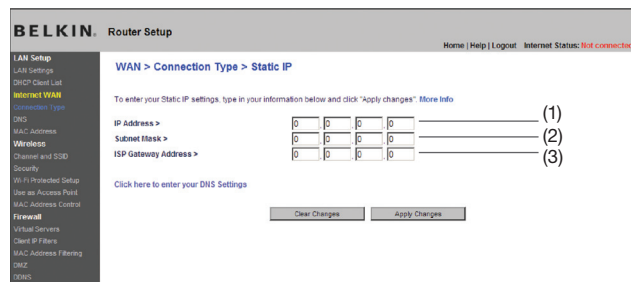 BELKIN. Router Setup
Home | Help | Logout Internet Status: Not connected
LAN Setup
LAN Settings
DHCP Client List
Internet WAN
Connection Type
DNS
MAC Address
Wireless
Channel and SSID
Security
Wi-Fi Protected Setup
Use as Access Point
MAC Address Control
Firewall
Virtual Servers
Client IP Filters
MAC Address Filtering
DMZ
DDNS
WAN > Connection Type > Static IP
To enter your Static IP settings, type in your information below and click "Apply changes". More Info
IP Address > 0 . 0 . 0 . 0 (1)
Subnet Mask > 0 . 0 . 0 . 0 (2)
ISP Gateway Address > 0 . 0 . 0 . 0 (3)
Click here to enter your DNS Settings
Clear Changes Apply Changes